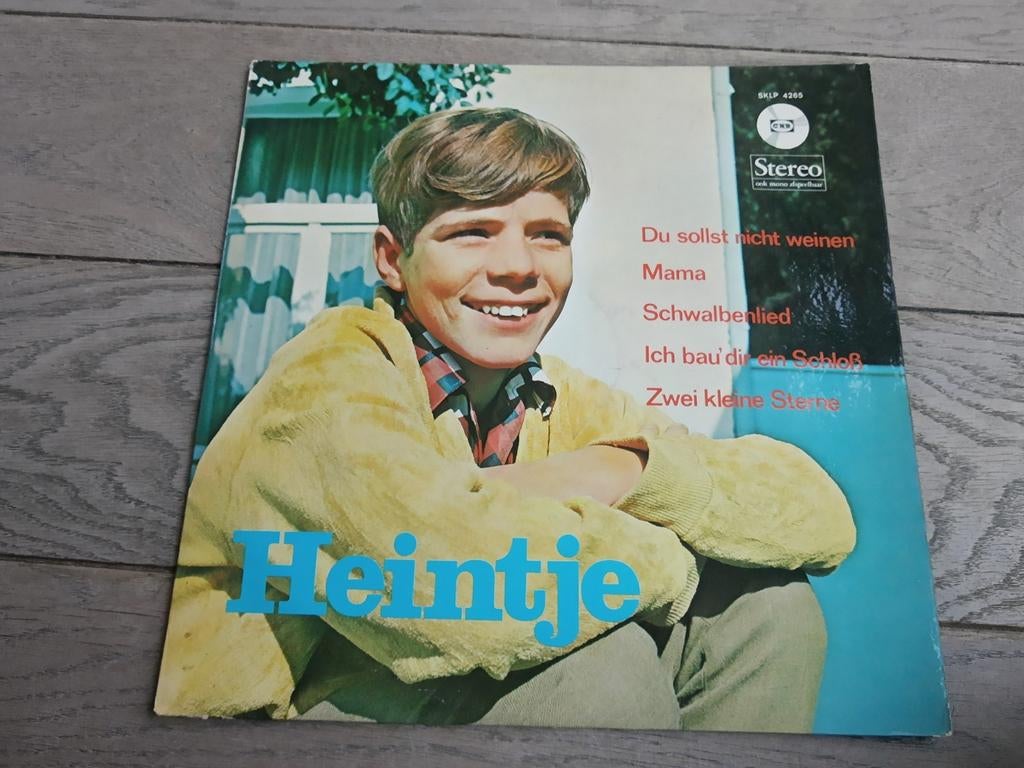 SKLP 4265
CNR
Stereo
ook mono afspeelbaar
Du sollst nicht weinen
Mama
Schwalbenlied
Ich bau' dir ein Schloß
Zwei kleine Sterne
Heintje